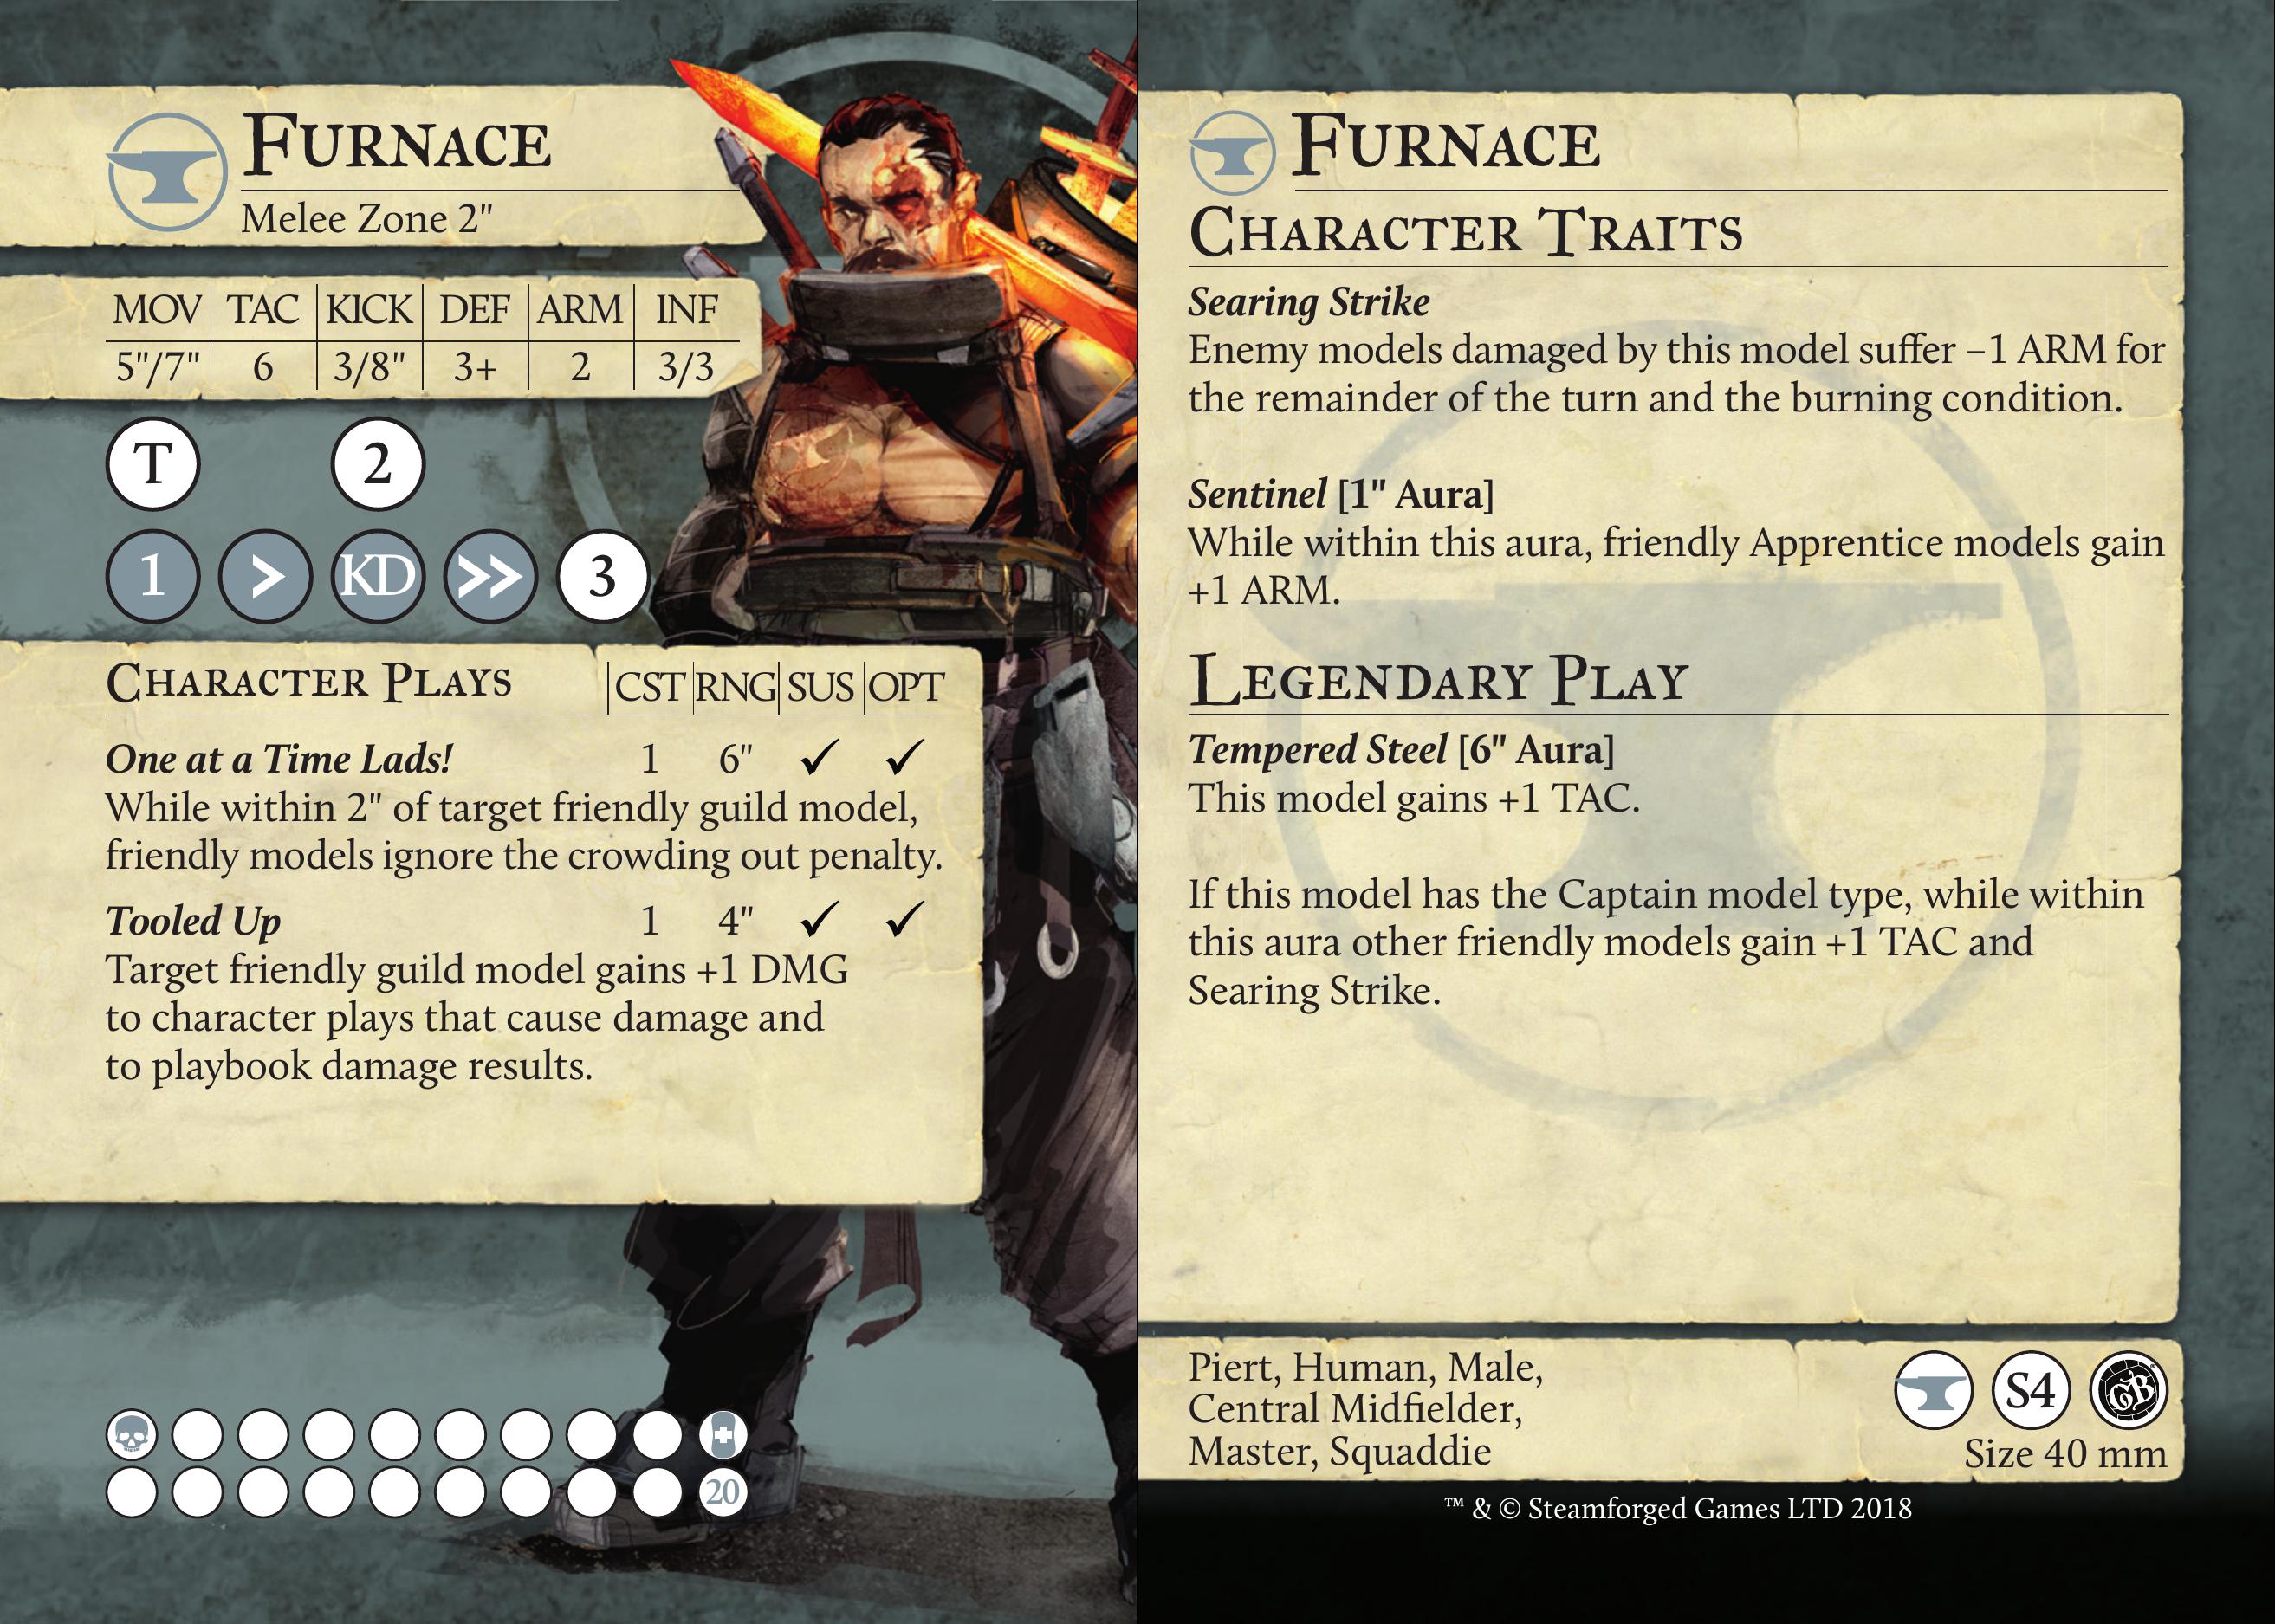 FURNACE
Melee Zone 2"
MOV TAC KICK DEF ARM INF
5"/7" 6 3/8" 3+ 2 3/3
T 2
1 > KD >> 3
CHARACTER PLAYS CST RNG SUS OPT
One at a Time Lads! 1 6" ✓ ✓
While within 2" of target friendly guild model,
friendly models ignore the crowding out penalty.
Tooled Up 1 4" ✓ ✓
Target friendly guild model gains +1 DMG
to character plays that cause damage and
to playbook damage results.
20
FURNACE
CHARACTER TRAITS
Searing Strike
Enemy models damaged by this model suffer –1 ARM for
the remainder of the turn and the burning condition.
Sentinel [1" Aura]
While within this aura, friendly Apprentice models gain
+1 ARM.
LEGENDARY PLAY
Tempered Steel [6" Aura]
This model gains +1 TAC.
If this model has the Captain model type, while within
this aura other friendly models gain +1 TAC and
Searing Strike.
Piert, Human, Male,
Central Midfielder,
Master, Squaddie
S4 GB
Size 40 mm
™ & © Steamforged Games LTD 2018